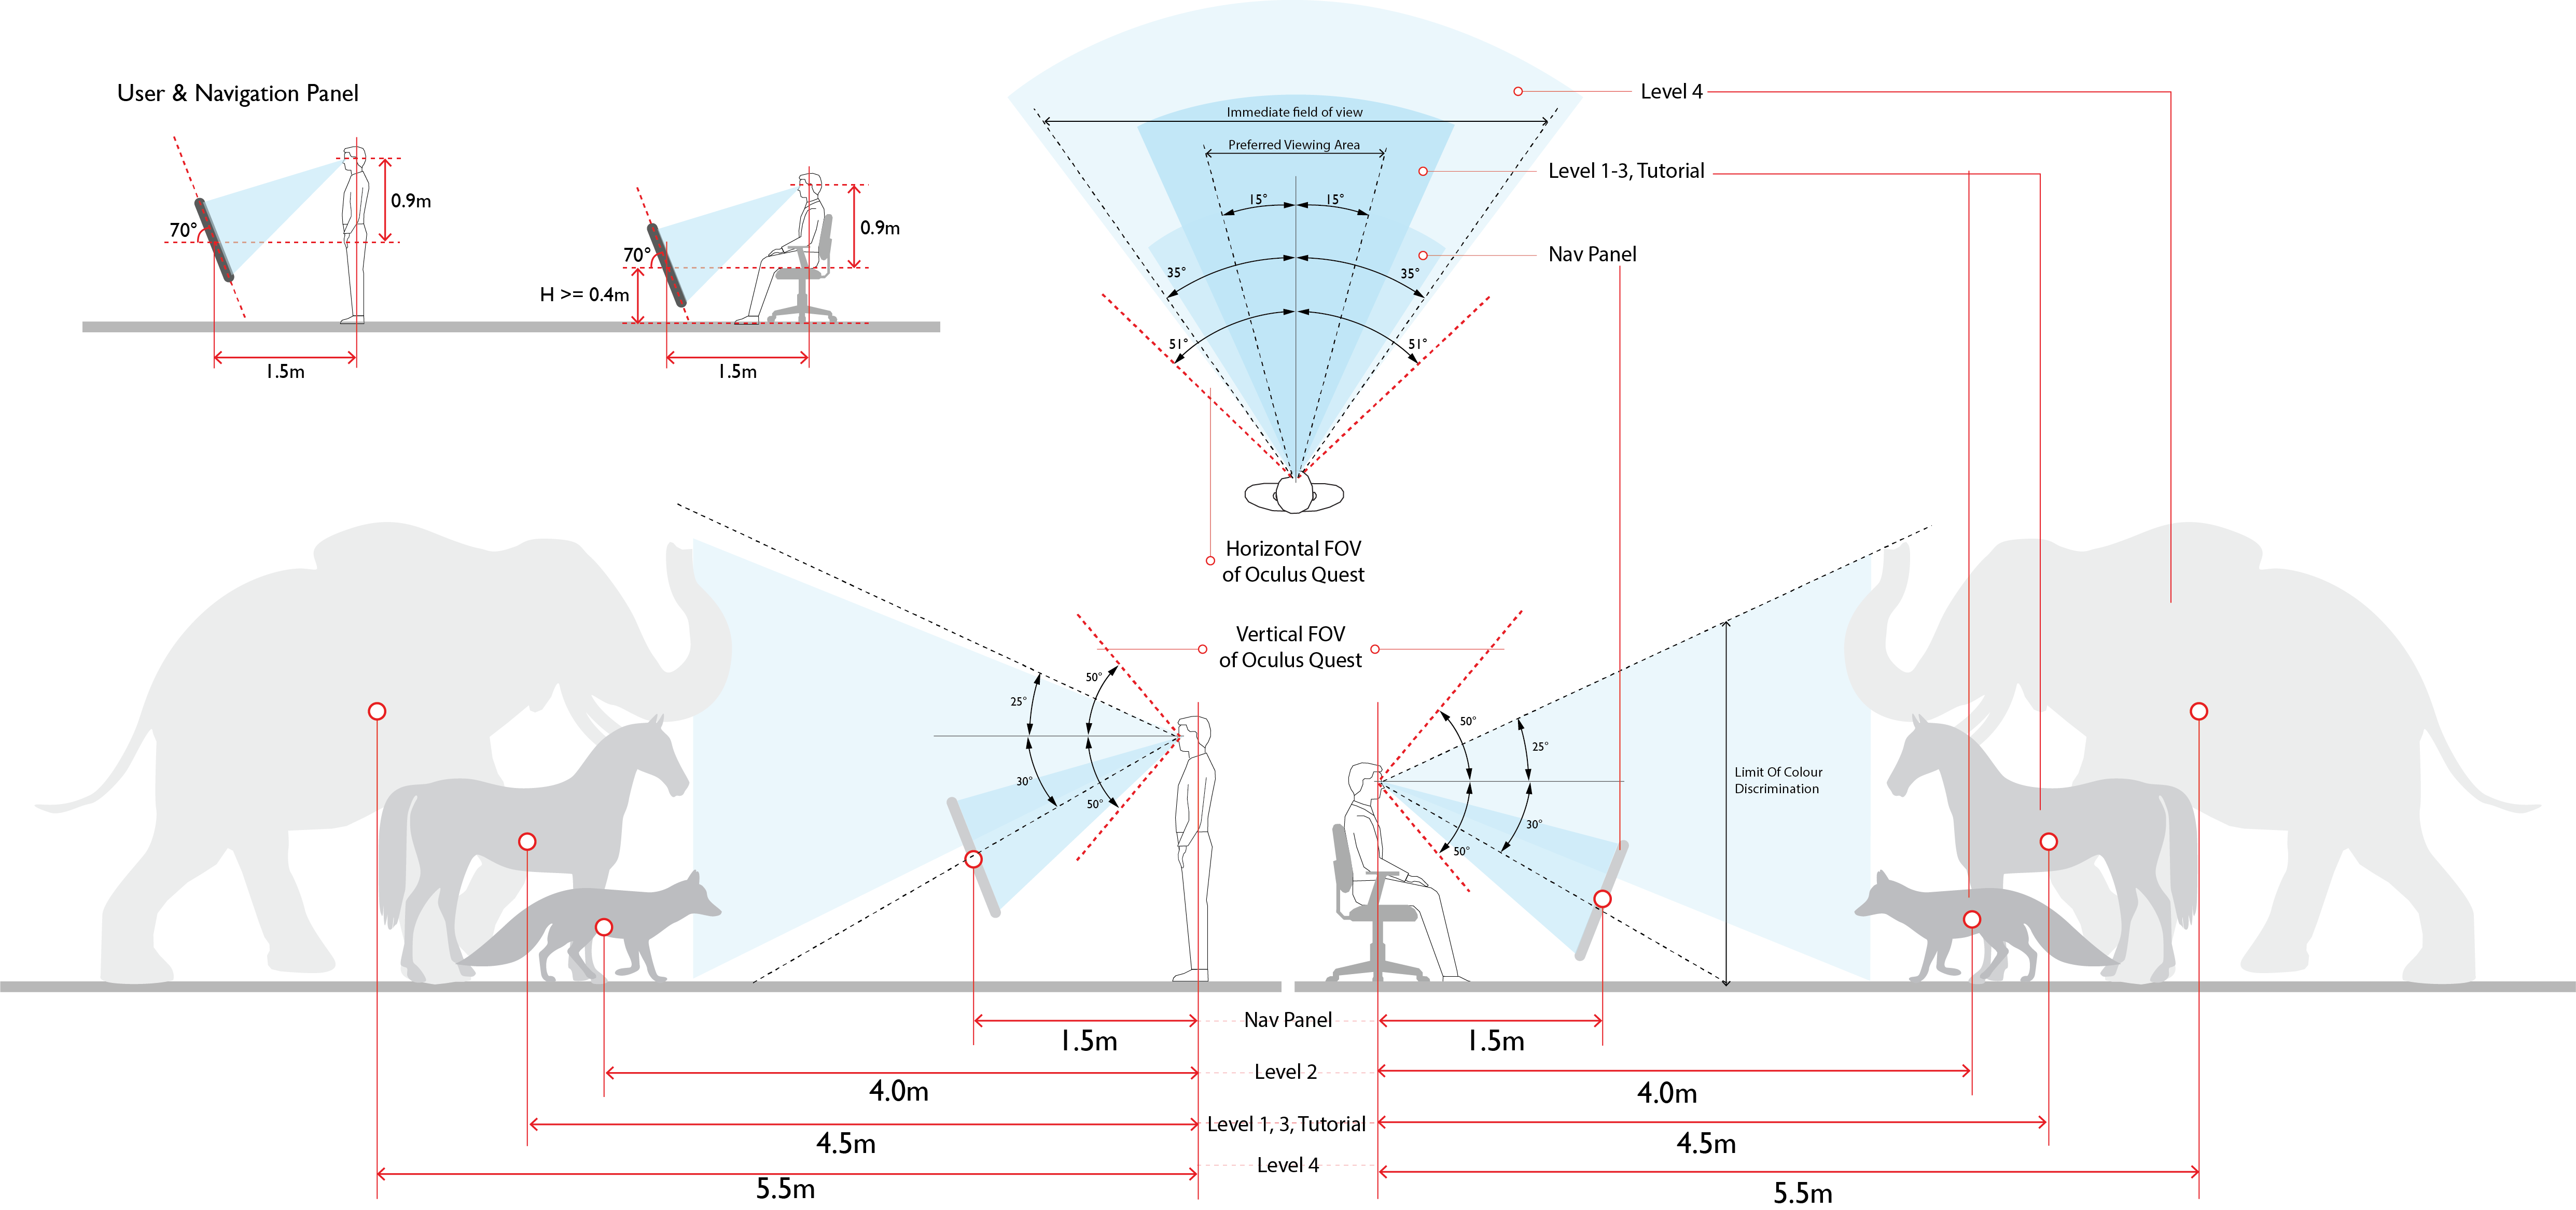 User & Navigation Panel
70°
0.9m
1.5m
70°
0.9m
H >= 0.4m
1.5m
Level 4
Immediate field of view
Preferred Viewing Area
Level 1-3, Tutorial
15°
15°
Nav Panel
35°
35°
51°
51°
Horizontal FOV
of Oculus Quest
Vertical FOV
of Oculus Quest
50°
25°
30°
50°
50°
25°
30°
50°
Limit Of Colour
Discrimination
Nav Panel
1.5m
1.5m
Level 2
4.0m
4.0m
Level 1, 3, Tutorial
4.5m
4.5m
Level 4
5.5m
5.5m